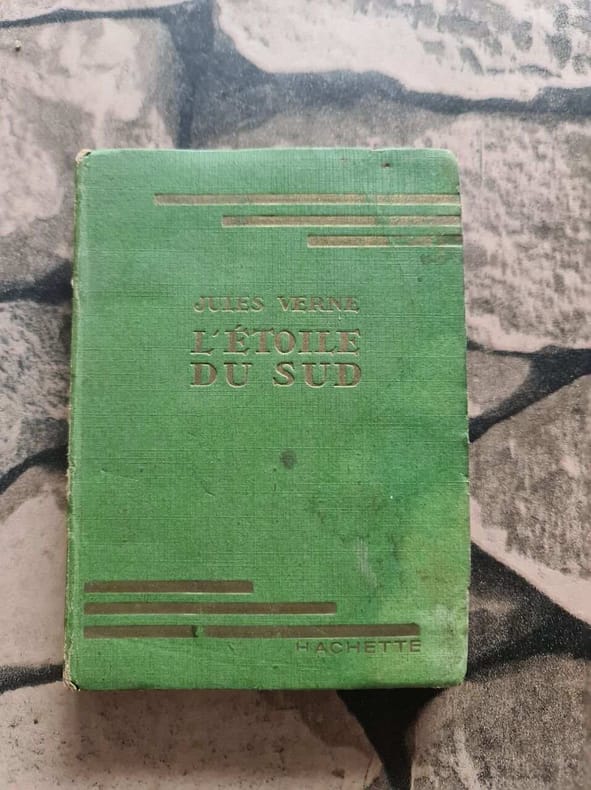 JULES VERNE
L'ÉTOILE
DU SUD
HACHETTE